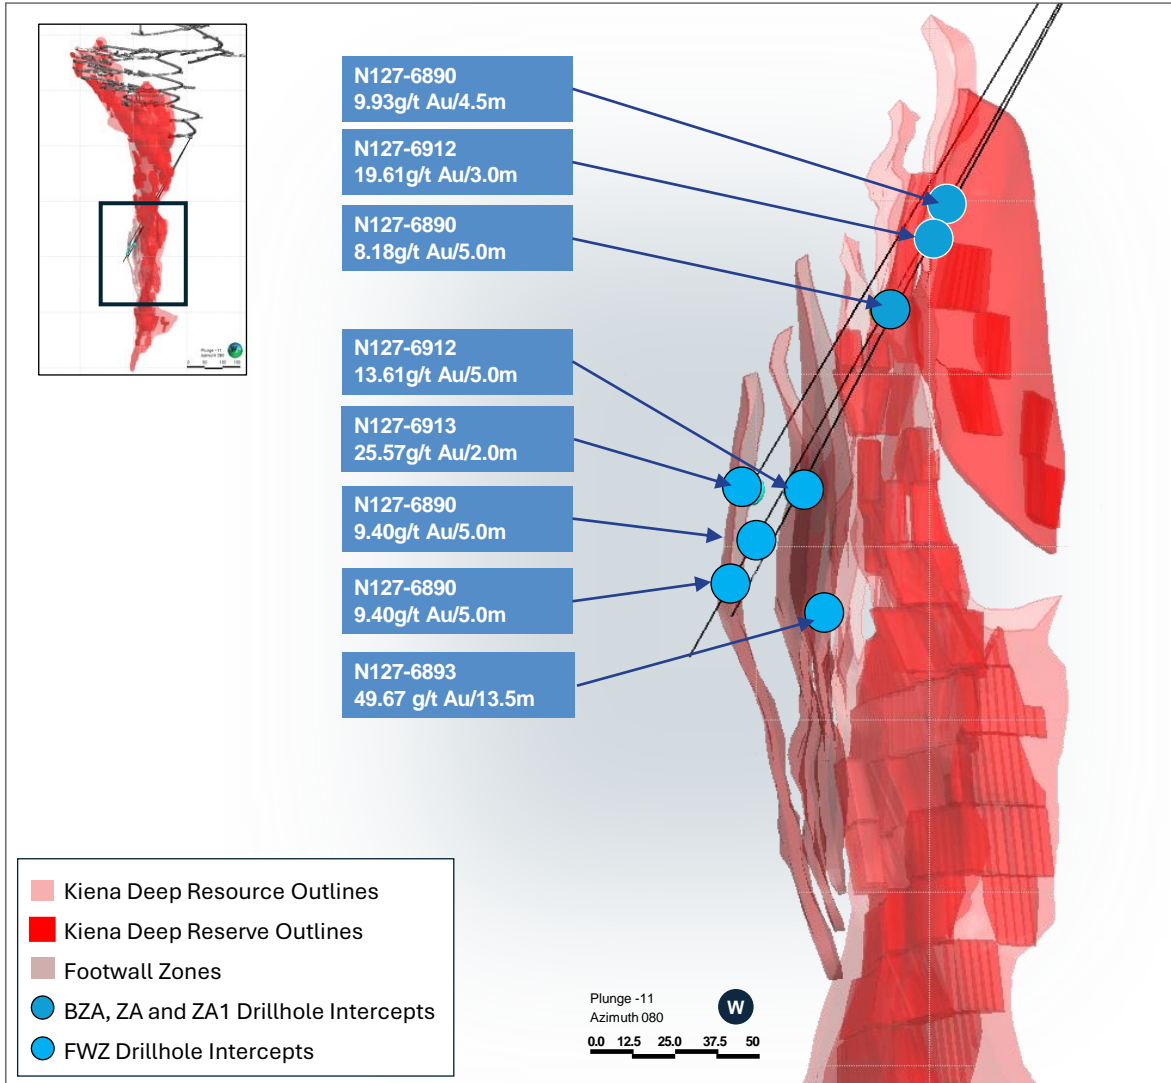 Plunge -11
Azimuth 080
N127-6890
9.93g/t Au/4.5m
N127-6912
19.61g/t Au/3.0m
N127-6890
8.18g/t Au/5.0m
N127-6912
13.61g/t Au/5.0m
N127-6913
25.57g/t Au/2.0m
N127-6890
9.40g/t Au/5.0m
N127-6890
9.40g/t Au/5.0m
N127-6893
49.67 g/t Au/13.5m
Kiena Deep Resource Outlines
Kiena Deep Reserve Outlines
Footwall Zones
BZA, ZA and ZA1 Drillhole Intercepts
FWZ Drillhole Intercepts
Plunge -11
Azimuth 080
W
0.0 12.5 25.0 37.5 50